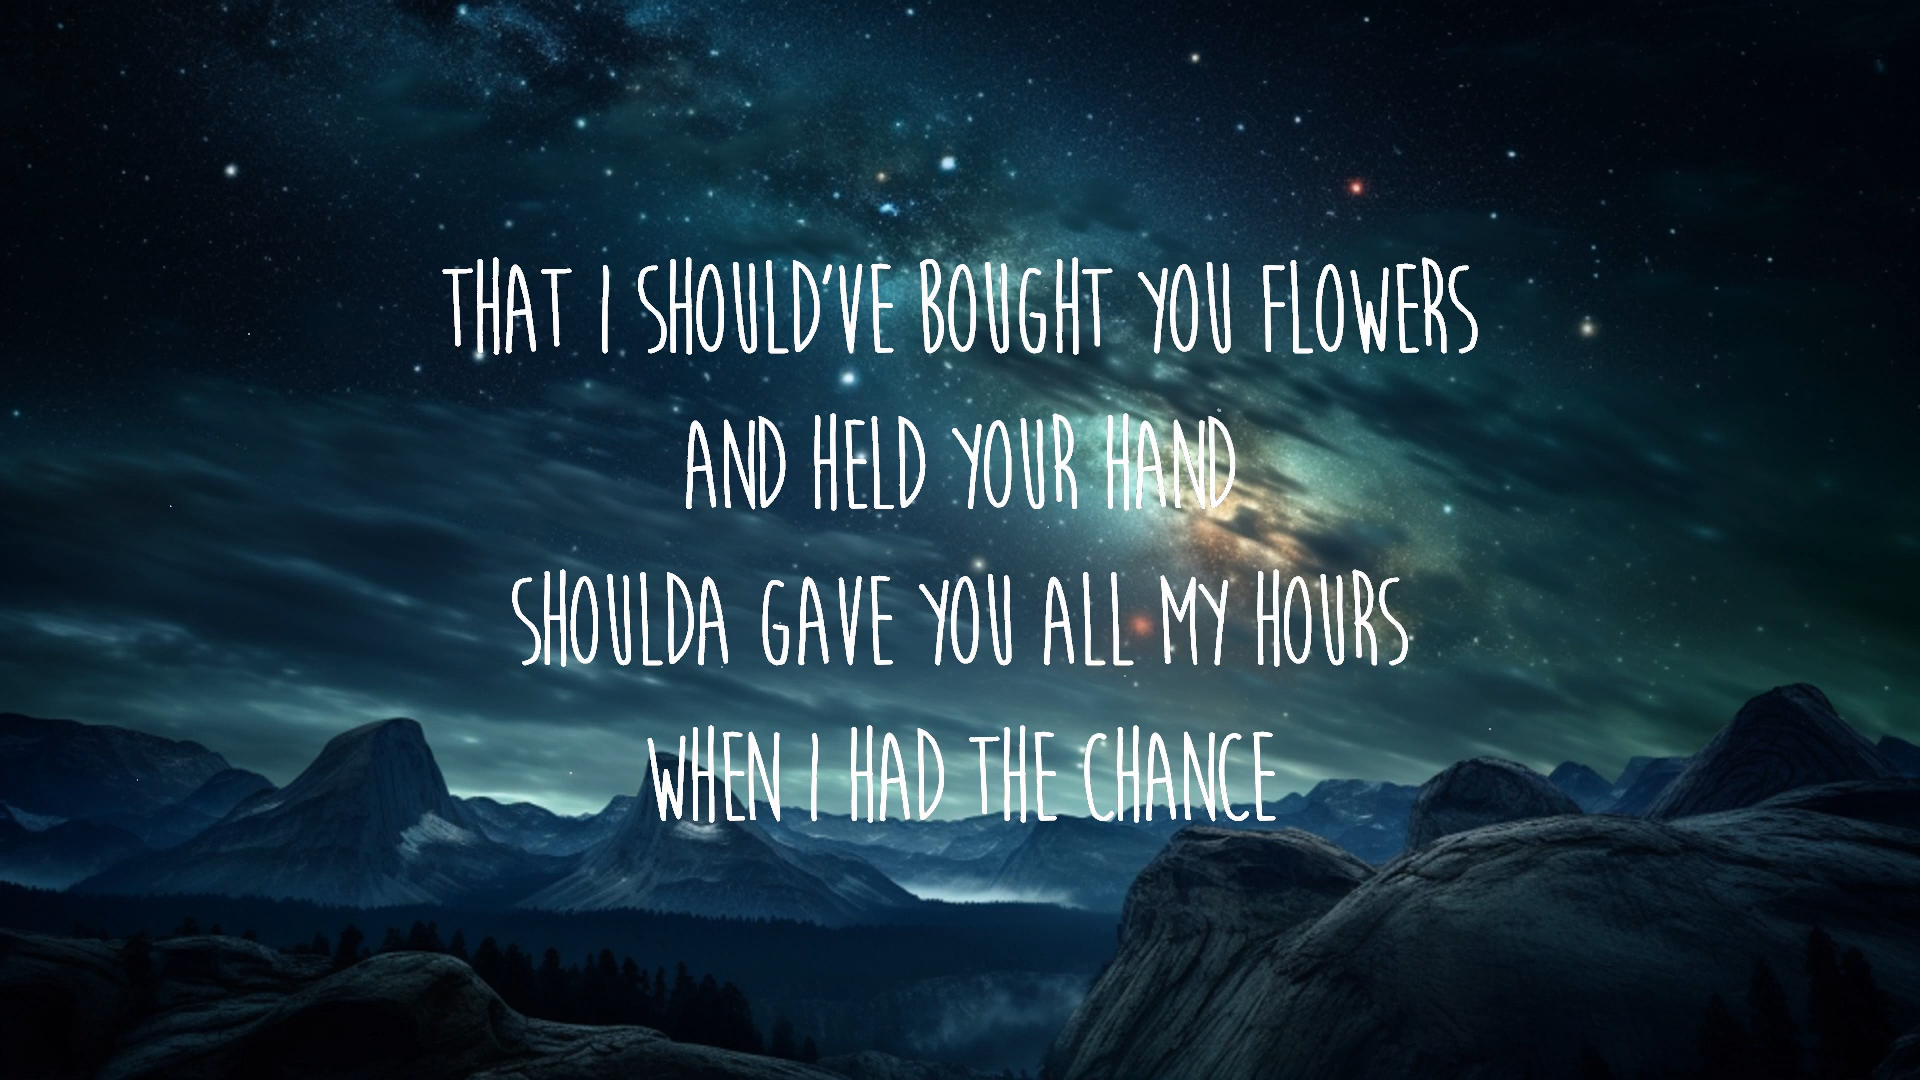 THAT I SHOULD'VE BOUGHT YOU FLOWERS
AND HELD YOUR HAND
SHOULDA GAVE YOU ALL MY HOURS
WHEN I HAD THE CHANCE